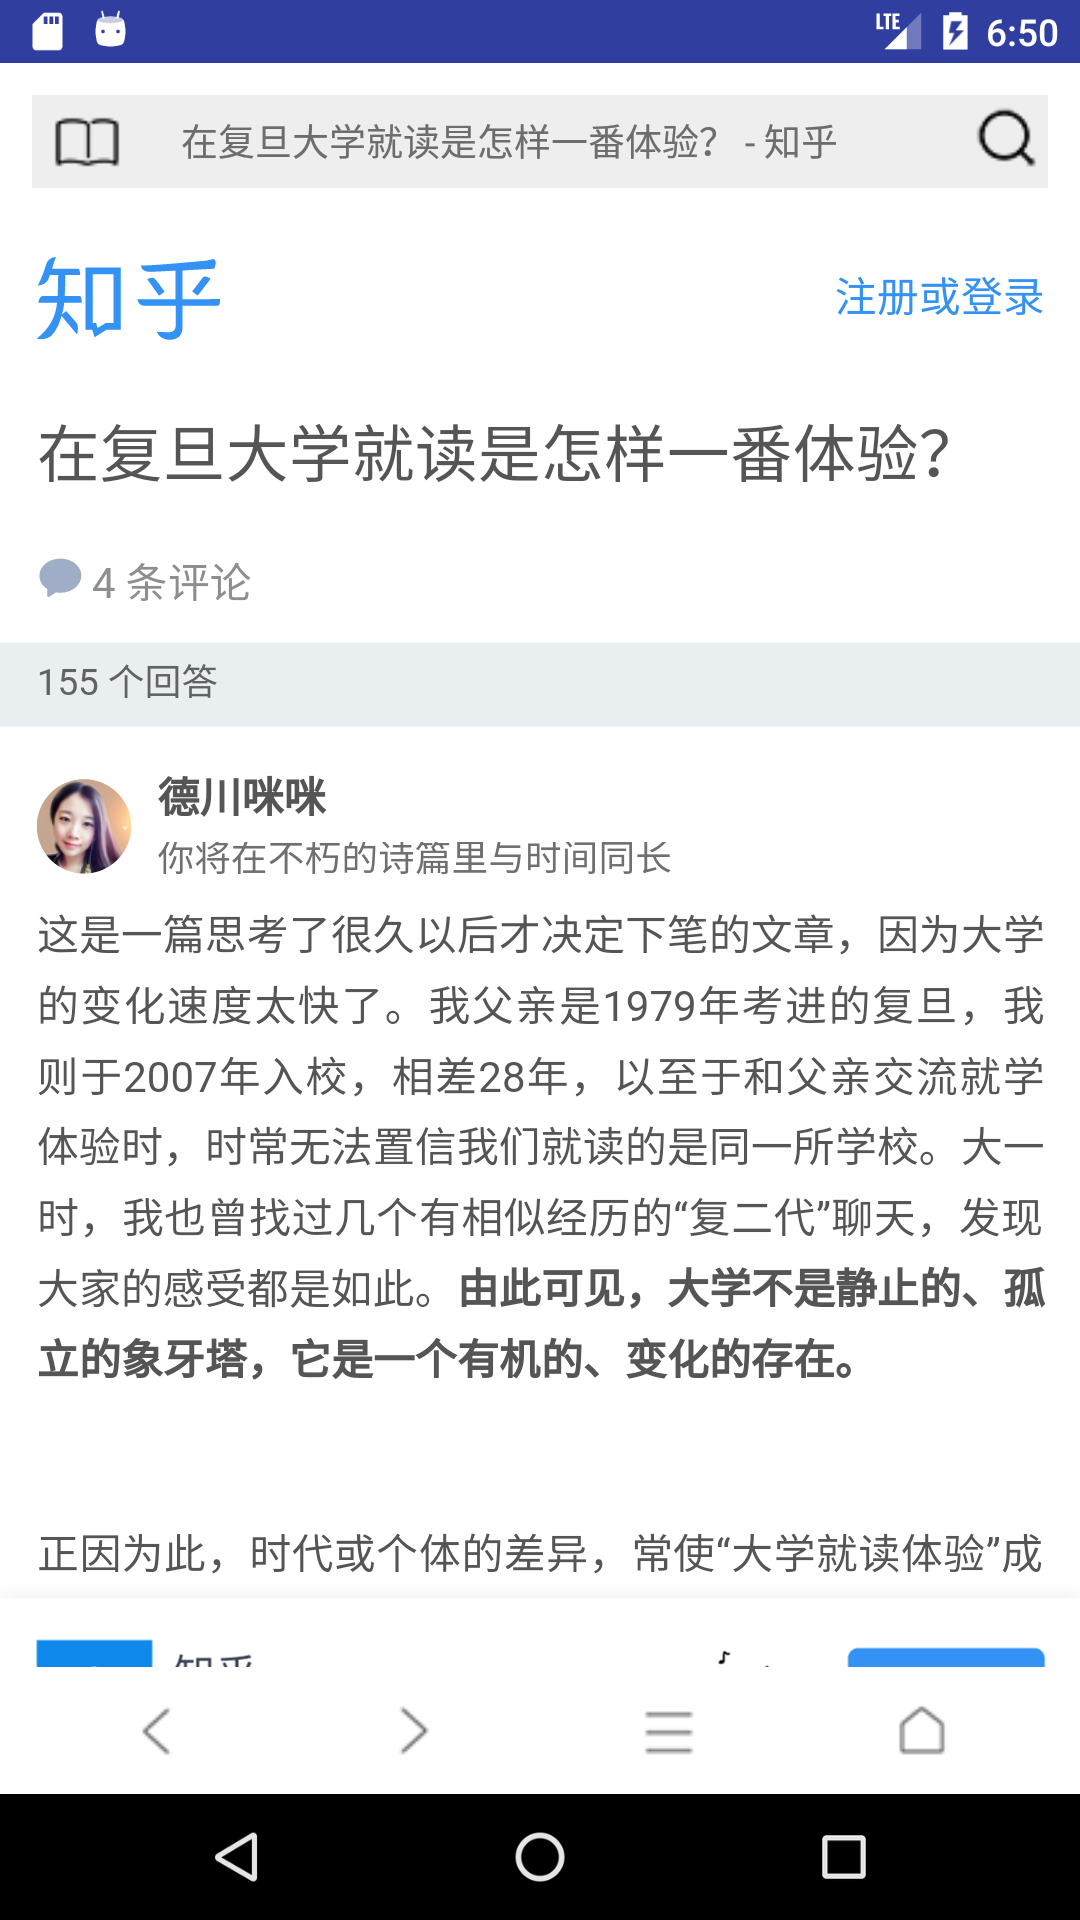 LTE 6:50
在复旦大学就读是怎样一番体验? - 知乎
知乎 注册或登录
在复旦大学就读是怎样一番体验?
4 条评论
155 个回答
德川咪咪
你将在不朽的诗篇里与时间同长
这是一篇思考了很久以后才决定下笔的文章，因为大学
的变化速度太快了。我父亲是1979年考进的复旦，我
则于2007年入校，相差28年，以至于和父亲交流就学
体验时，时常无法置信我们就读的是同一所学校。大一
时，我也曾找过几个有相似经历的“复二代”聊天，发现
大家的感受都是如此。由此可见，大学不是静止的、孤
立的象牙塔，它是一个有机的、变化的存在。
正因为此，时代或个体的差异，常使“大学就读体验”成
知乎